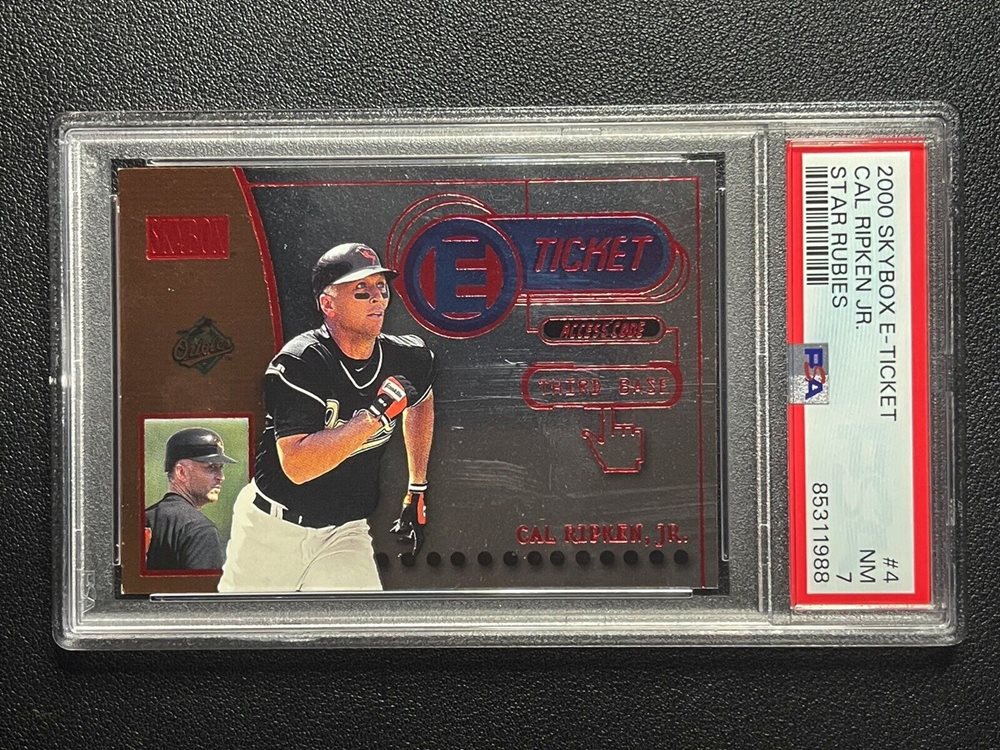 SKYBOX
Orioles
E
TICKET
ACCESS CODE
THIRD BASE
CAL RIPKEN, JR.
2000 SKYBOX E-TICKET
CAL RIPKEN JR.
STAR RUBIES
#4
NM
7
PSA
85311988